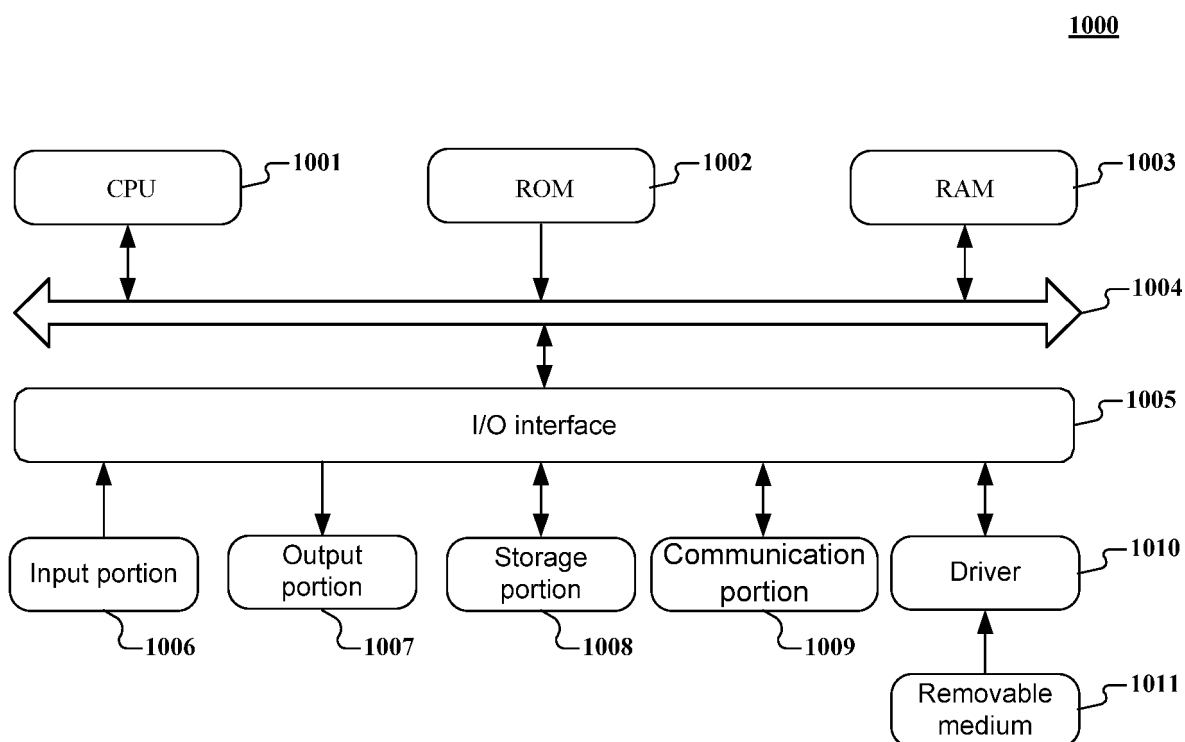 1000
CPU
1001
ROM
1002
RAM
1003
1004
I/O interface
1005
Input portion
1006
Output
portion
1007
Storage
portion
1008
Communication
portion
1009
Driver
1010
Removable
medium
1011